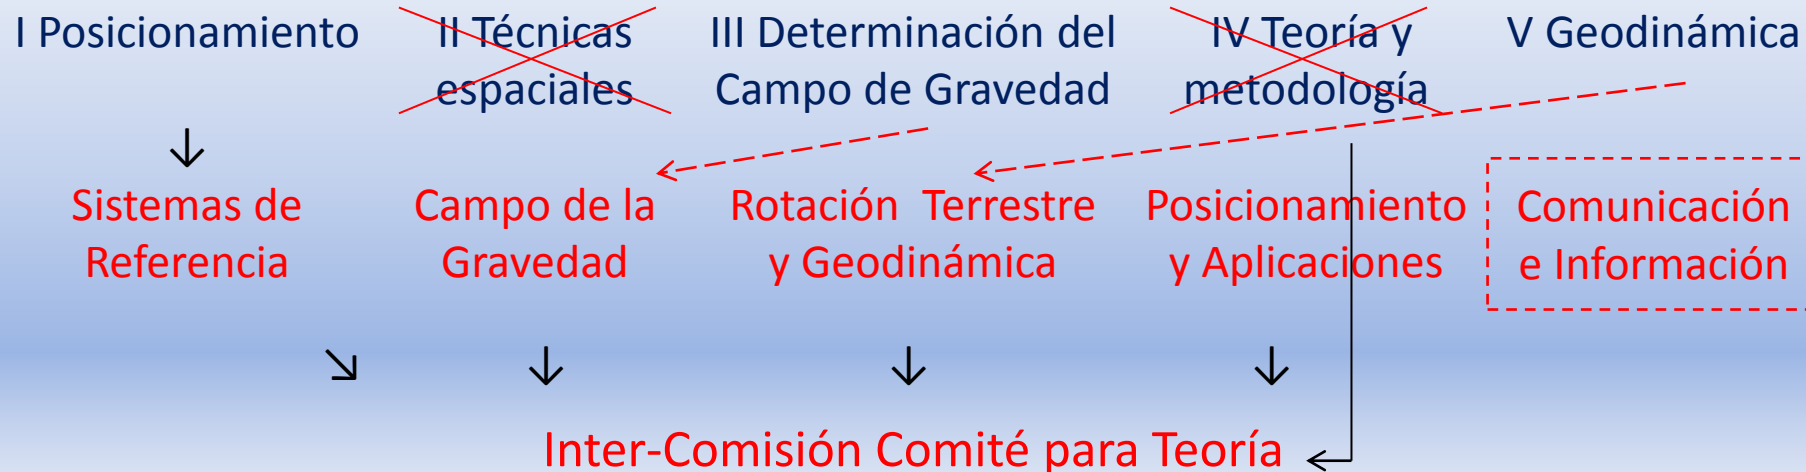 I Posicionamiento
II Técnicas
espaciales
III Determinación del
Campo de Gravedad
IV Teoría y
metodología
V Geodinámica
Sistemas de
Referencia
Campo de la
Gravedad
Rotación Terrestre
y Geodinámica
Posicionamiento
y Aplicaciones
Comunicación
e Información
Inter-Comisión Comité para Teoría